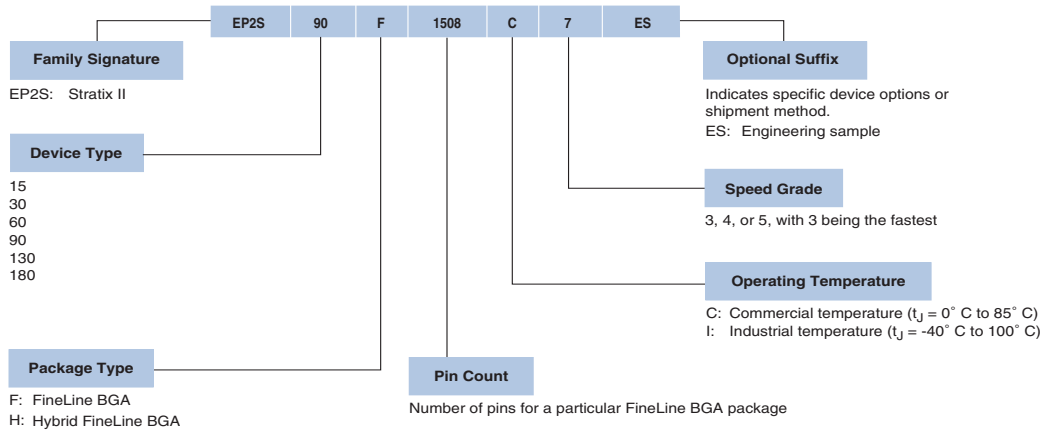 EP2S 90 F 1508 C 7 ES
Family Signature
EP2S: Stratix II
Device Type
15
30
60
90
130
180
Package Type
F: FineLine BGA
H: Hybrid FineLine BGA
Pin Count
Number of pins for a particular FineLine BGA package
Optional Suffix
Indicates specific device options or
shipment method.
ES: Engineering sample
Speed Grade
3, 4, or 5, with 3 being the fastest
Operating Temperature
C: Commercial temperature (tJ = 0° C to 85° C)
I: Industrial temperature (tJ = -40° C to 100° C)